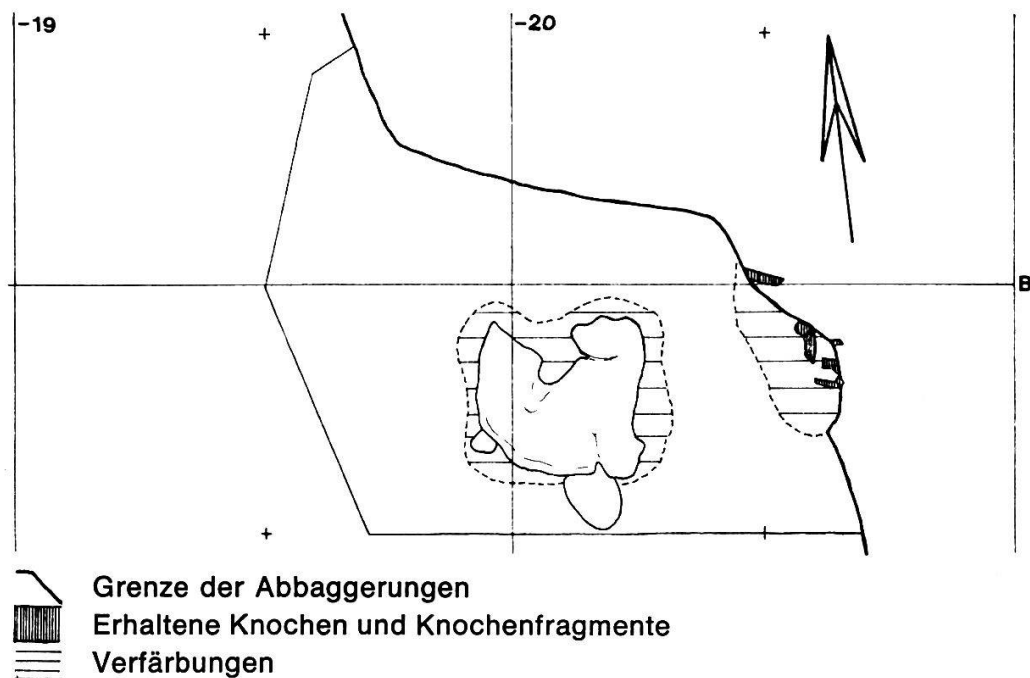 -19
-20
B
Grenze der Abbaggerungen
Erhaltene Knochen und Knochenfragmente
Verfärbungen